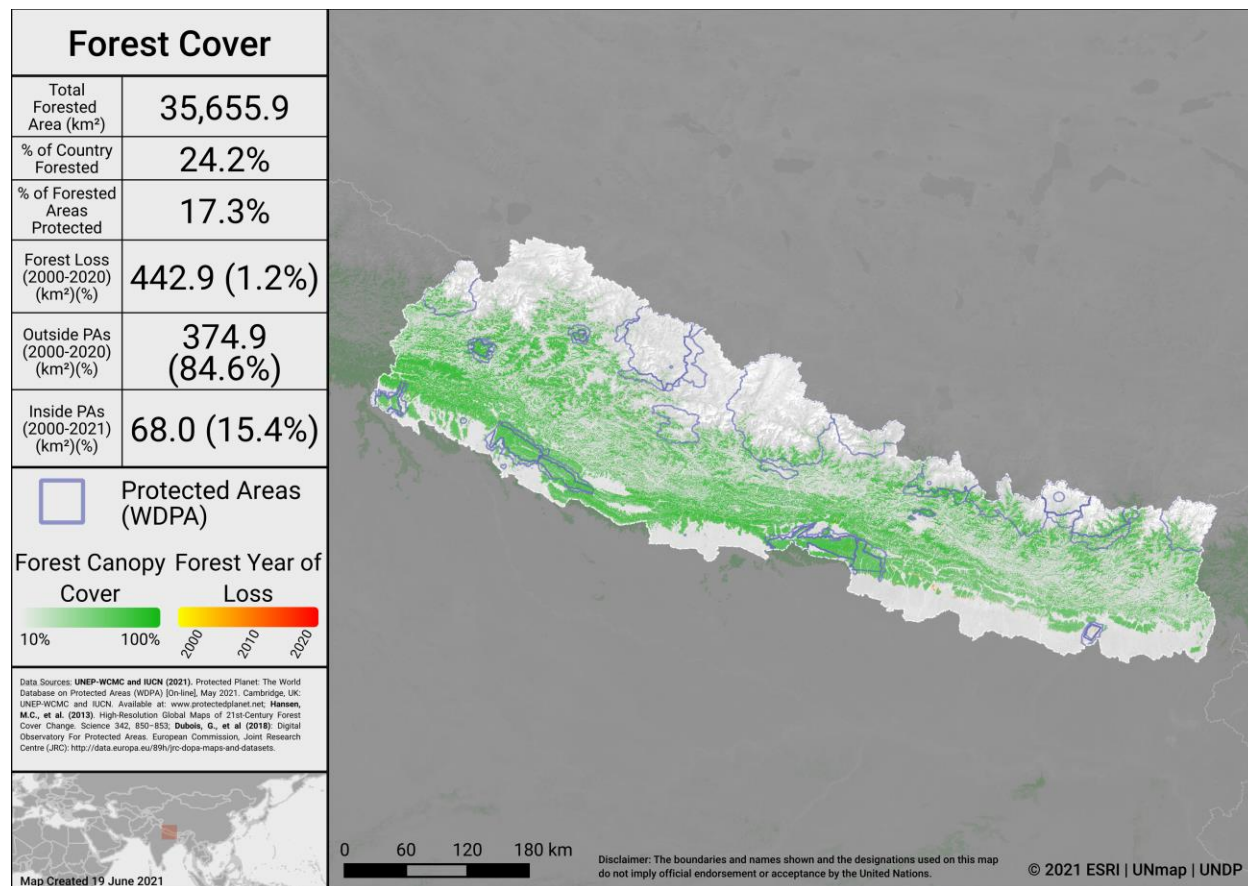 Forest Cover
Total
Forested
Area (km²)
35,655.9
% of Country
Forested
24.2%
% of Forested
Areas
Protected
17.3%
Forest Loss
(2000-2020)
(km²)(%)
442.9 (1.2%)
Outside PAs
(2000-2020)
(km²)(%)
374.9
(84.6%)
Inside PAs
(2000-2021)
(km²)(%)
68.0 (15.4%)
Protected Areas
(WDPA)
Forest Canopy
Cover
10%
100%
Forest Year of
Loss
2000
2010
2020
Data Sources: UNEP-WCMC and IUCN (2021). Protected Planet: The World
Database on Protected Areas (WDPA) [On-line], May 2021. Cambridge, UK:
UNEP-WCMC and IUCN. Available at: www.protectedplanet.net; Hansen,
M.C., et al. (2013). High-Resolution Global Maps of 21st-Century Forest
Cover Change. Science 342, 850–853; Dubois, G., et al (2018): Digital
Observatory For Protected Areas. European Commission, Joint Research
Centre (JRC): http://data.europa.eu/89h/jrc-dopa-maps-and-datasets.
Map Created 19 June 2021
0 60 120 180 km
Disclaimer: The boundaries and names shown and the designations used on this map
do not imply official endorsement or acceptance by the United Nations.
© 2021 ESRI | UNmap | UNDP